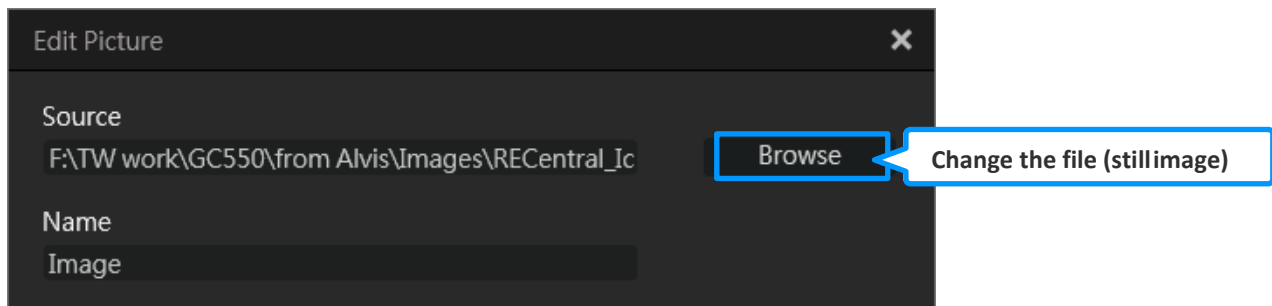 Edit Picture
Source
F:\TW work\GC550\from Alvis\Images\RECentral_Ic
Browse
Change the file (still image)
Name
Image